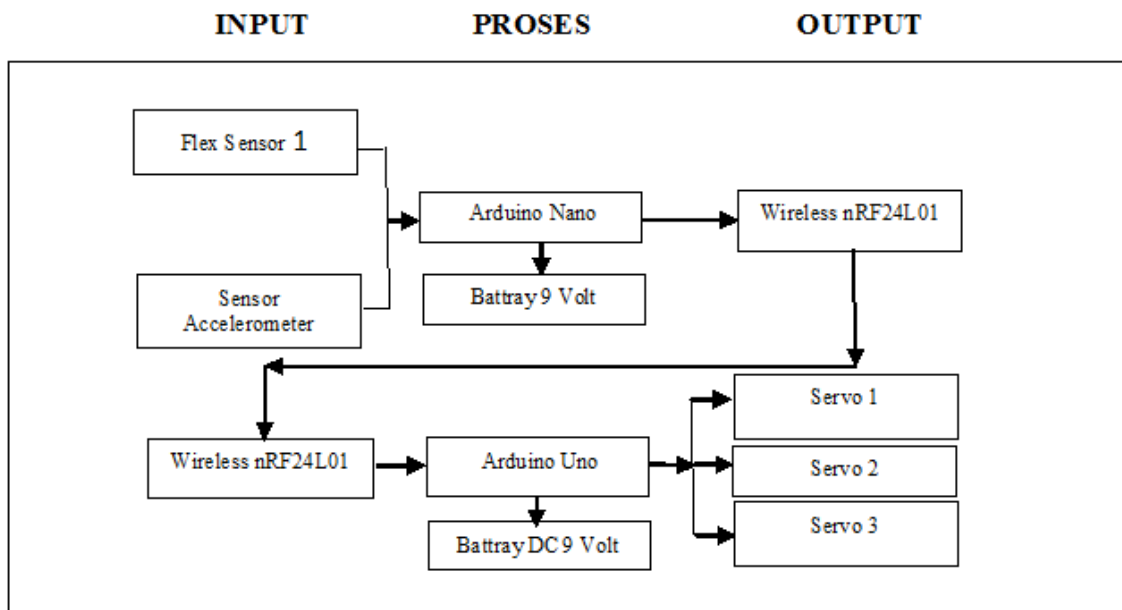 INPUT PROSES OUTPUT
Flex Sensor 1
Arduino Nano
Wireless nRF24L01
Battray 9 Volt
Sensor
Accelerometer
Servo 1
Wireless nRF24L01
Arduino Uno
Servo 2
Servo 3
Battray DC 9 Volt